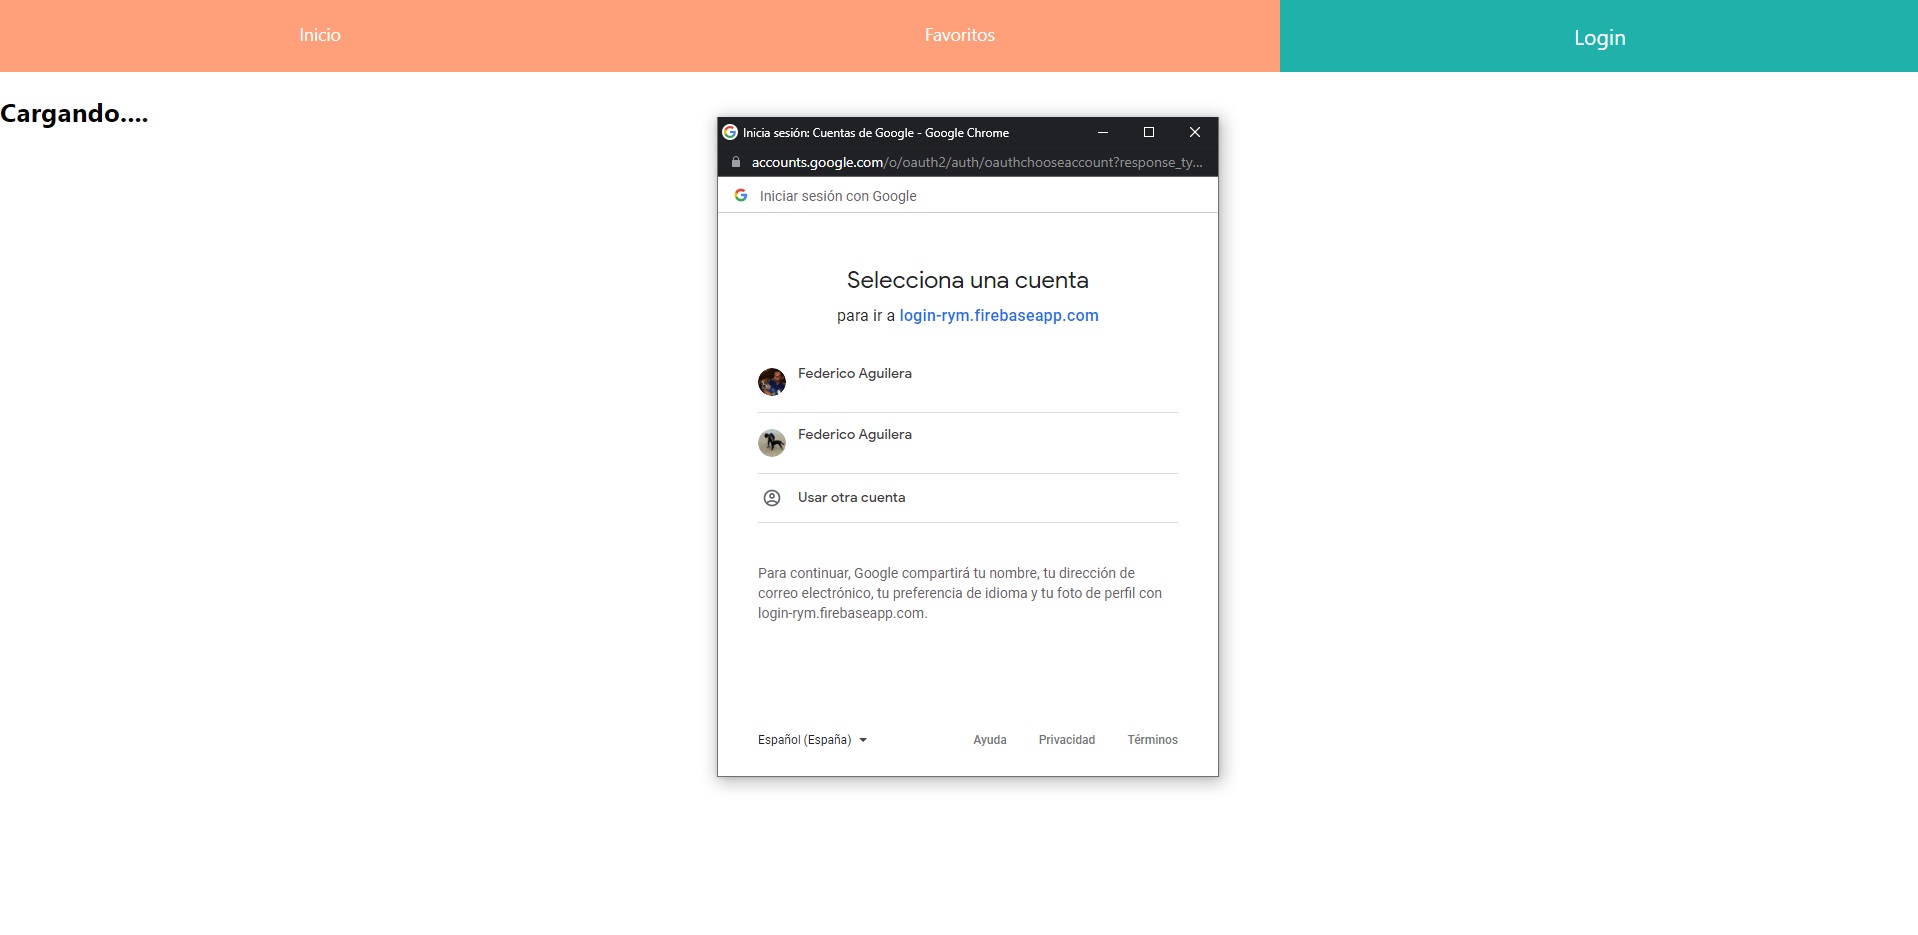 Inicio
Favoritos
Login
Cargando....
Inicia sesión: Cuentas de Google - Google Chrome
accounts.google.com/o/oauth2/auth/oauthchooseaccount?response_ty...
Iniciar sesión con Google
Selecciona una cuenta
para ir a login-rym.firebaseapp.com
Federico Aguilera
Federico Aguilera
Usar otra cuenta
Para continuar, Google compartirá tu nombre, tu dirección de
correo electrónico, tu preferencia de idioma y tu foto de perfil con
login-rym.firebaseapp.com.
Español (España)
Ayuda
Privacidad
Términos